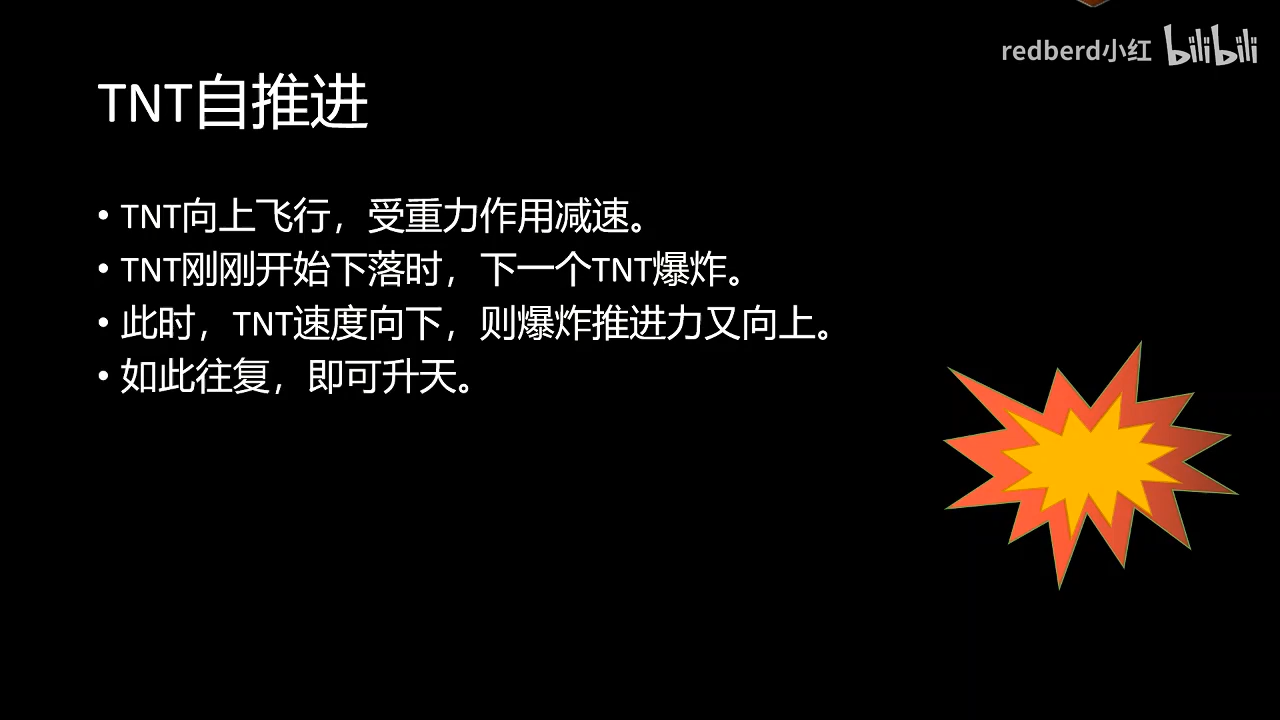 redberd小红 bilibili
TNT自推进
• TNT向上飞行，受重力作用减速。
• TNT刚刚开始下落时，下一个TNT爆炸。
• 此时，TNT速度向下，则爆炸推进力又向上。
• 如此往复，即可升天。